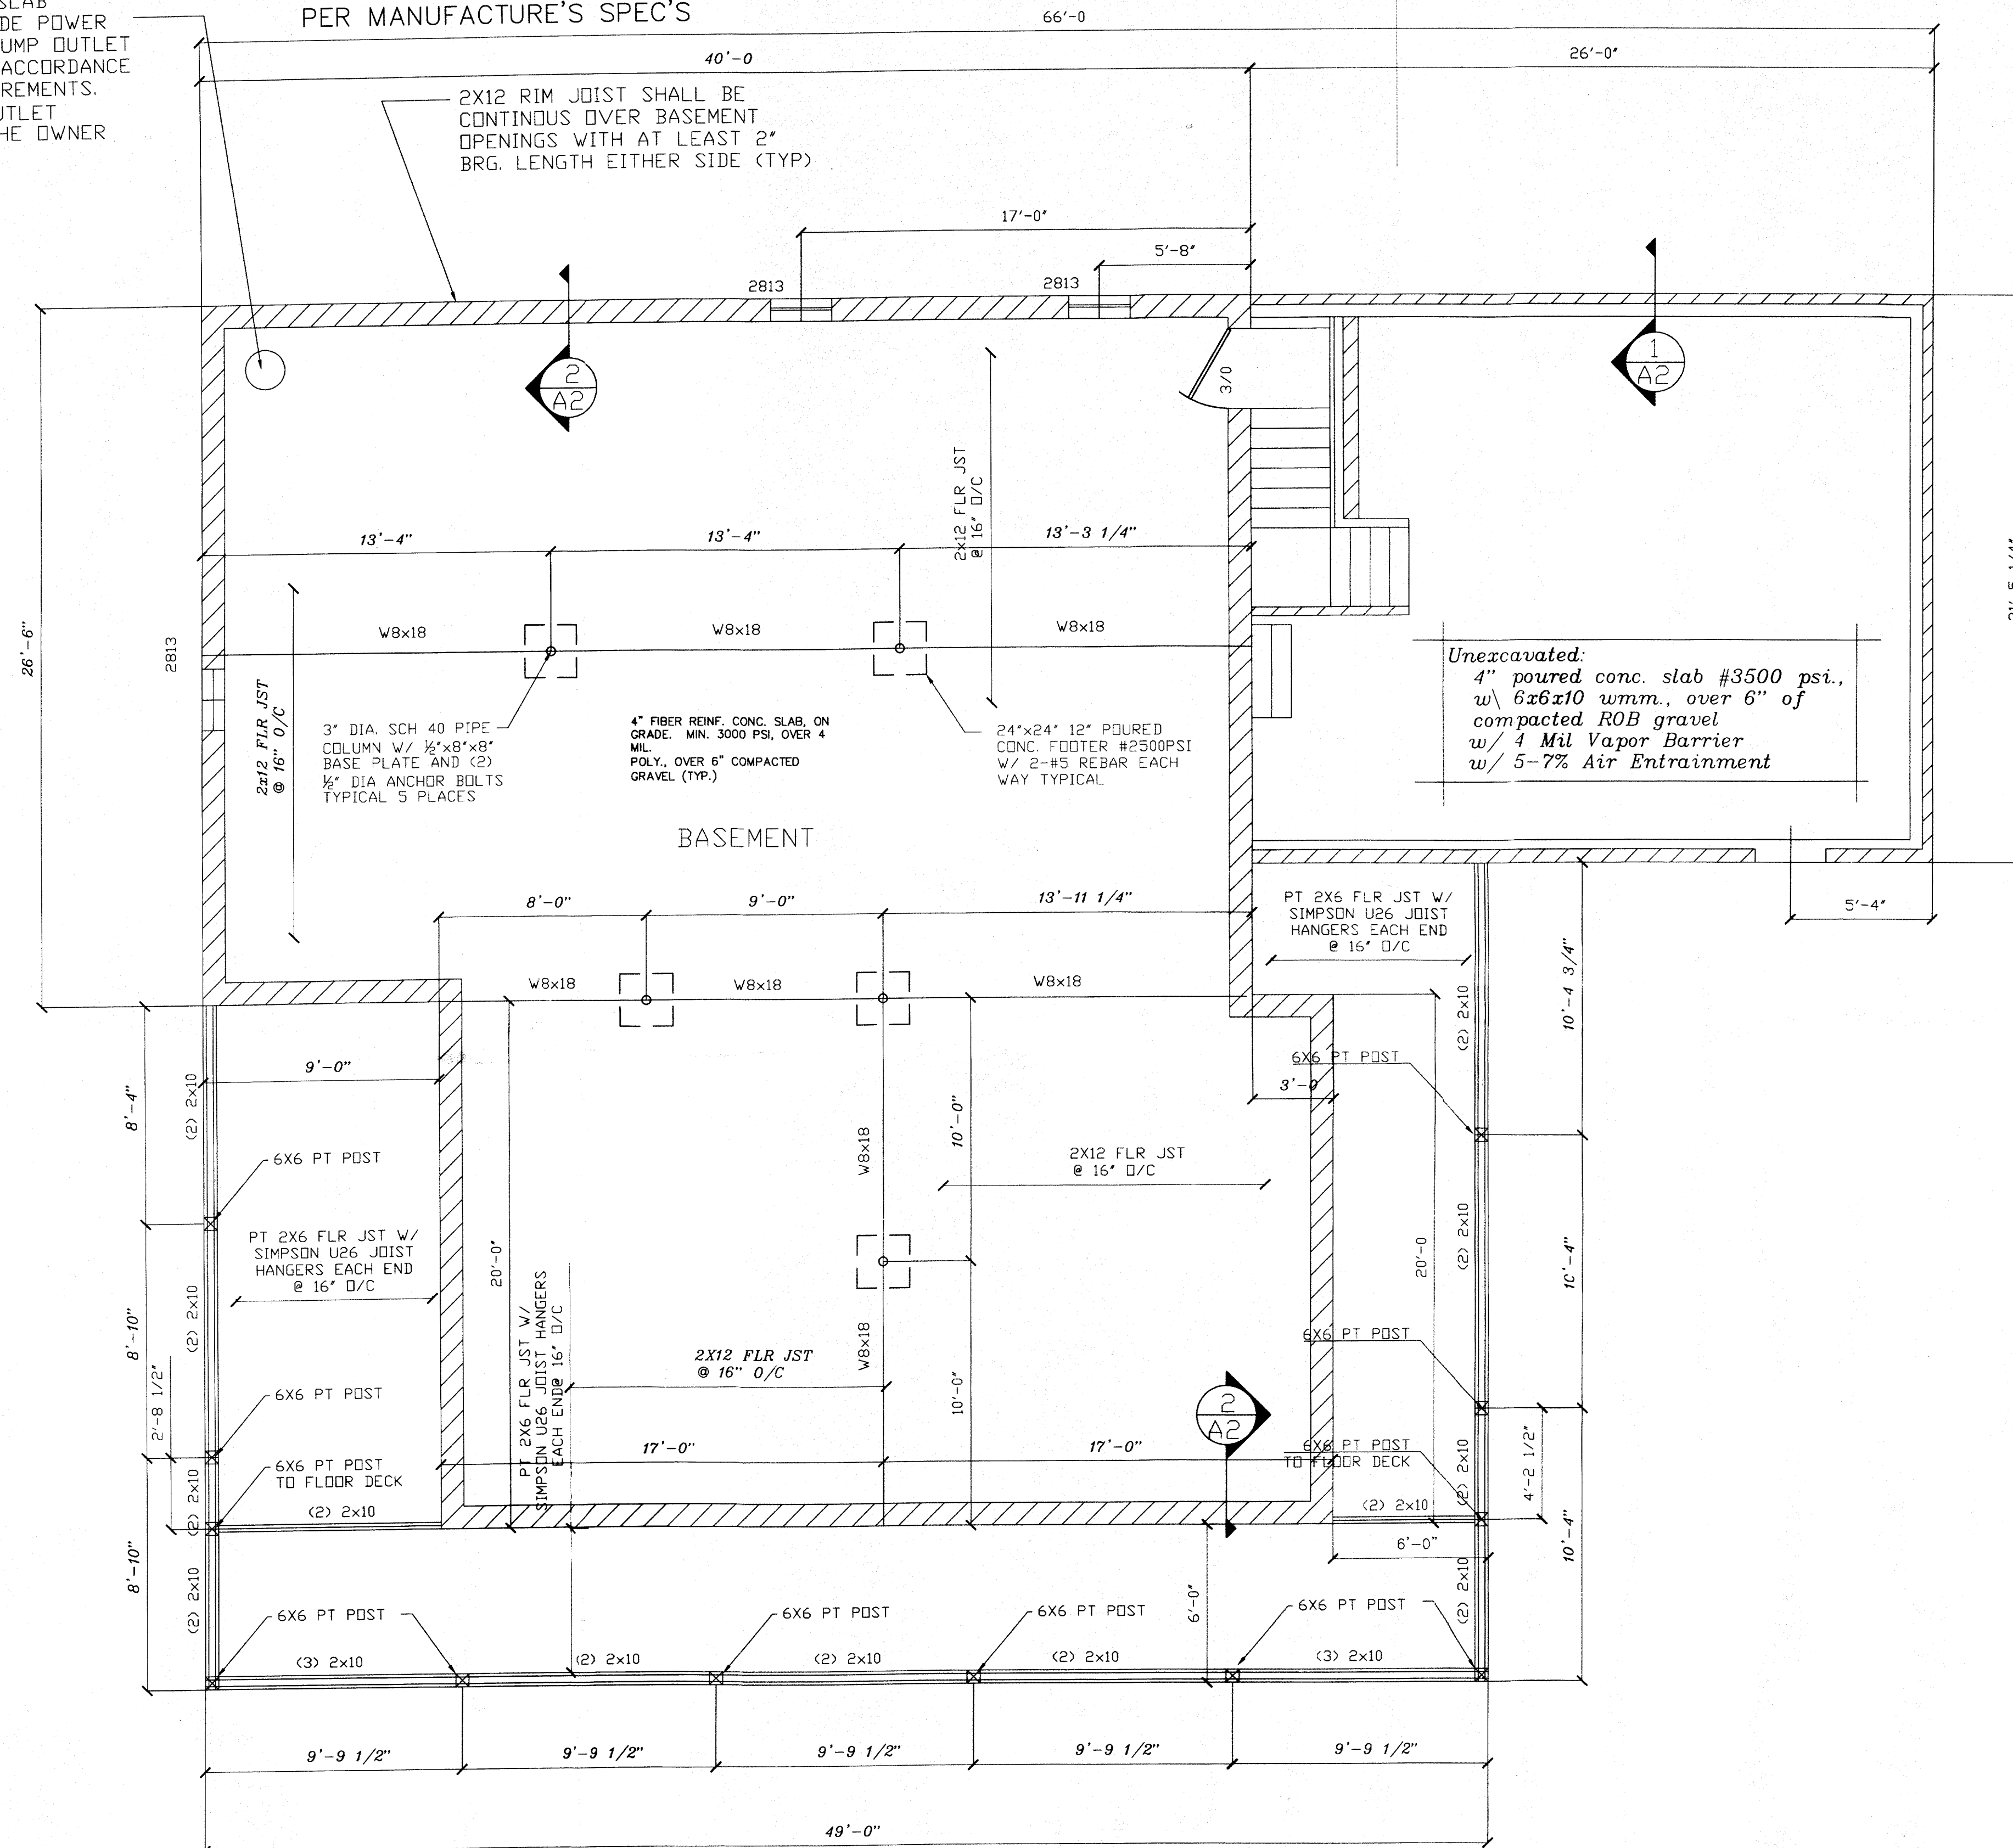 SLAB
DE POWER
UMP OUTLET
ACCORDANCE
REMENTS.
UTLET
HE OWNER
PER MANUFACTURE'S SPEC'S
66'-0
40'-0
26'-0"
2X12 RIM JOIST SHALL BE
CONTINOUS OVER BASEMENT
OPENINGS WITH AT LEAST 2"
BRG. LENGTH EITHER SIDE (TYP)
17'-0"
5'-8"
2813
2813
2
A2
1
A2
3/0
2x12 FLR JST
@ 16" O/C
13'-4"
13'-4"
13'-3 1/4"
26'-6"
2813
W8x18
W8x18
W8x18
2x12 FLR JST
@ 16" O/C
3" DIA. SCH 40 PIPE
COLUMN W/ ½"x8"x8"
BASE PLATE AND (2)
½" DIA ANCHOR BOLTS
TYPICAL 5 PLACES
4" FIBER REINF. CONC. SLAB, ON
GRADE. MIN. 3000 PSI, OVER 4
MIL.
POLY., OVER 6" COMPACTED
GRAVEL (TYP.)
24"x24" 12" POURED
CONC. FOOTER #2500PSI
W/ 2-#5 REBAR EACH
WAY TYPICAL
Unexcavated:
4" poured conc. slab #3500 psi.,
w\ 6x6x10 wmm., over 6" of
compacted ROB gravel
w/ 4 Mil Vapor Barrier
w/ 5-7% Air Entrainment
BASEMENT
8'-0"
9'-0"
13'-11 1/4"
PT 2X6 FLR JST W/
SIMPSON U26 JOIST
HANGERS EACH END
@ 16" O/C
5'-4"
10'-4 3/4"
W8x18
W8x18
W8x18
(2) 2x10
9'-0"
6X6 PT POST
3'-0
8'-4"
(2) 2x10
10'-0"
W8x18
6X6 PT POST
2X12 FLR JST
@ 16" O/C
PT 2X6 FLR JST W/
SIMPSON U26 JOIST
HANGERS EACH END
@ 16" O/C
20'-0"
20'-0
(2) 2x10
10'-4"
8'-10"
(2) 2x10
PT 2X6 FLR JST W/
SIMPSON U26 JOIST HANGERS
EACH END@ 16" O/C
2X12 FLR JST
@ 16" O/C
W8x18
6X6 PT POST
2'-8 1/2"
6X6 PT POST
10'-0"
2
A2
17'-0"
17'-0"
6X6 PT POST
TO FLOOR DECK
4'-2 1/2"
(2) 2x10
6X6 PT POST
TO FLOOR DECK
(2) 2x10
(2) 2x10
(2) 2x10
6'-0"
8'-10"
(2) 2x10
10'-4"
(2) 2x10
6'-0"
6X6 PT POST
6X6 PT POST
6X6 PT POST
6X6 PT POST
(3) 2x10
(2) 2x10
(2) 2x10
(2) 2x10
(3) 2x10
9'-9 1/2"
9'-9 1/2"
9'-9 1/2"
9'-9 1/2"
9'-9 1/2"
49'-0"